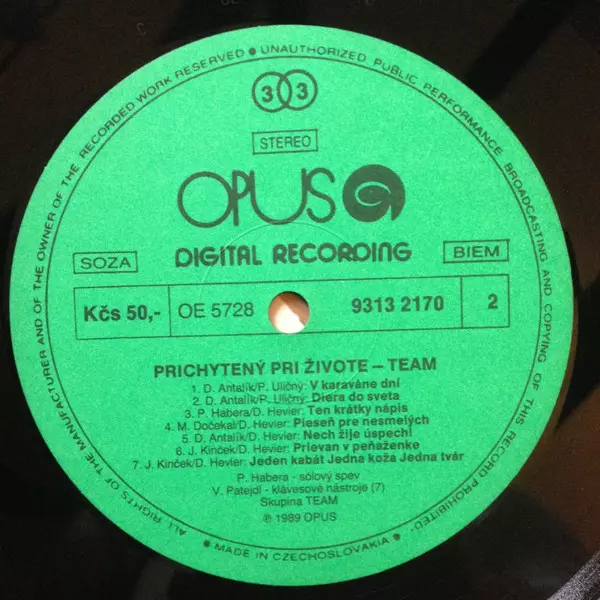 ALL RIGHTS OF THE MANUFACTURER AND OF THE OWNER OF THE RECORDED WORK RESERVED • UNAUTHORIZED PUBLIC PERFORMANCE BROADCASTING AND COPYING OF THIS RECORD PROHIBITED •
33
STEREO
OPUS
SOZA
DIGITAL RECORDING
BIEM
Kčs 50,-
OE 5728
9313 2170
2
PRICHYTENÝ PRI ŽIVOTE – TEAM
1. D. Antalík/P. Uličný: V karaváne dní
2. D. Antalík/P. Uličný: Diera do sveta
3. P. Habera/D. Hevier: Ten krátky nápis
4. M. Dočekal/D. Hevier: Pieseň pre nesmelých
5. D. Antalík/D. Hevier: Nech žije úspech!
6. J. Kinček/D. Hevier: Prievan v peňaženke
7. J. Kinček/D. Hevier: Jeden kabát Jedna koža Jedna tvár
P. Habera - sólový spev
V. Patejdl - klávesové nástroje (7)
Skupina TEAM
℗ 1989 OPUS
• MADE IN CZECHOSLOVAKIA •